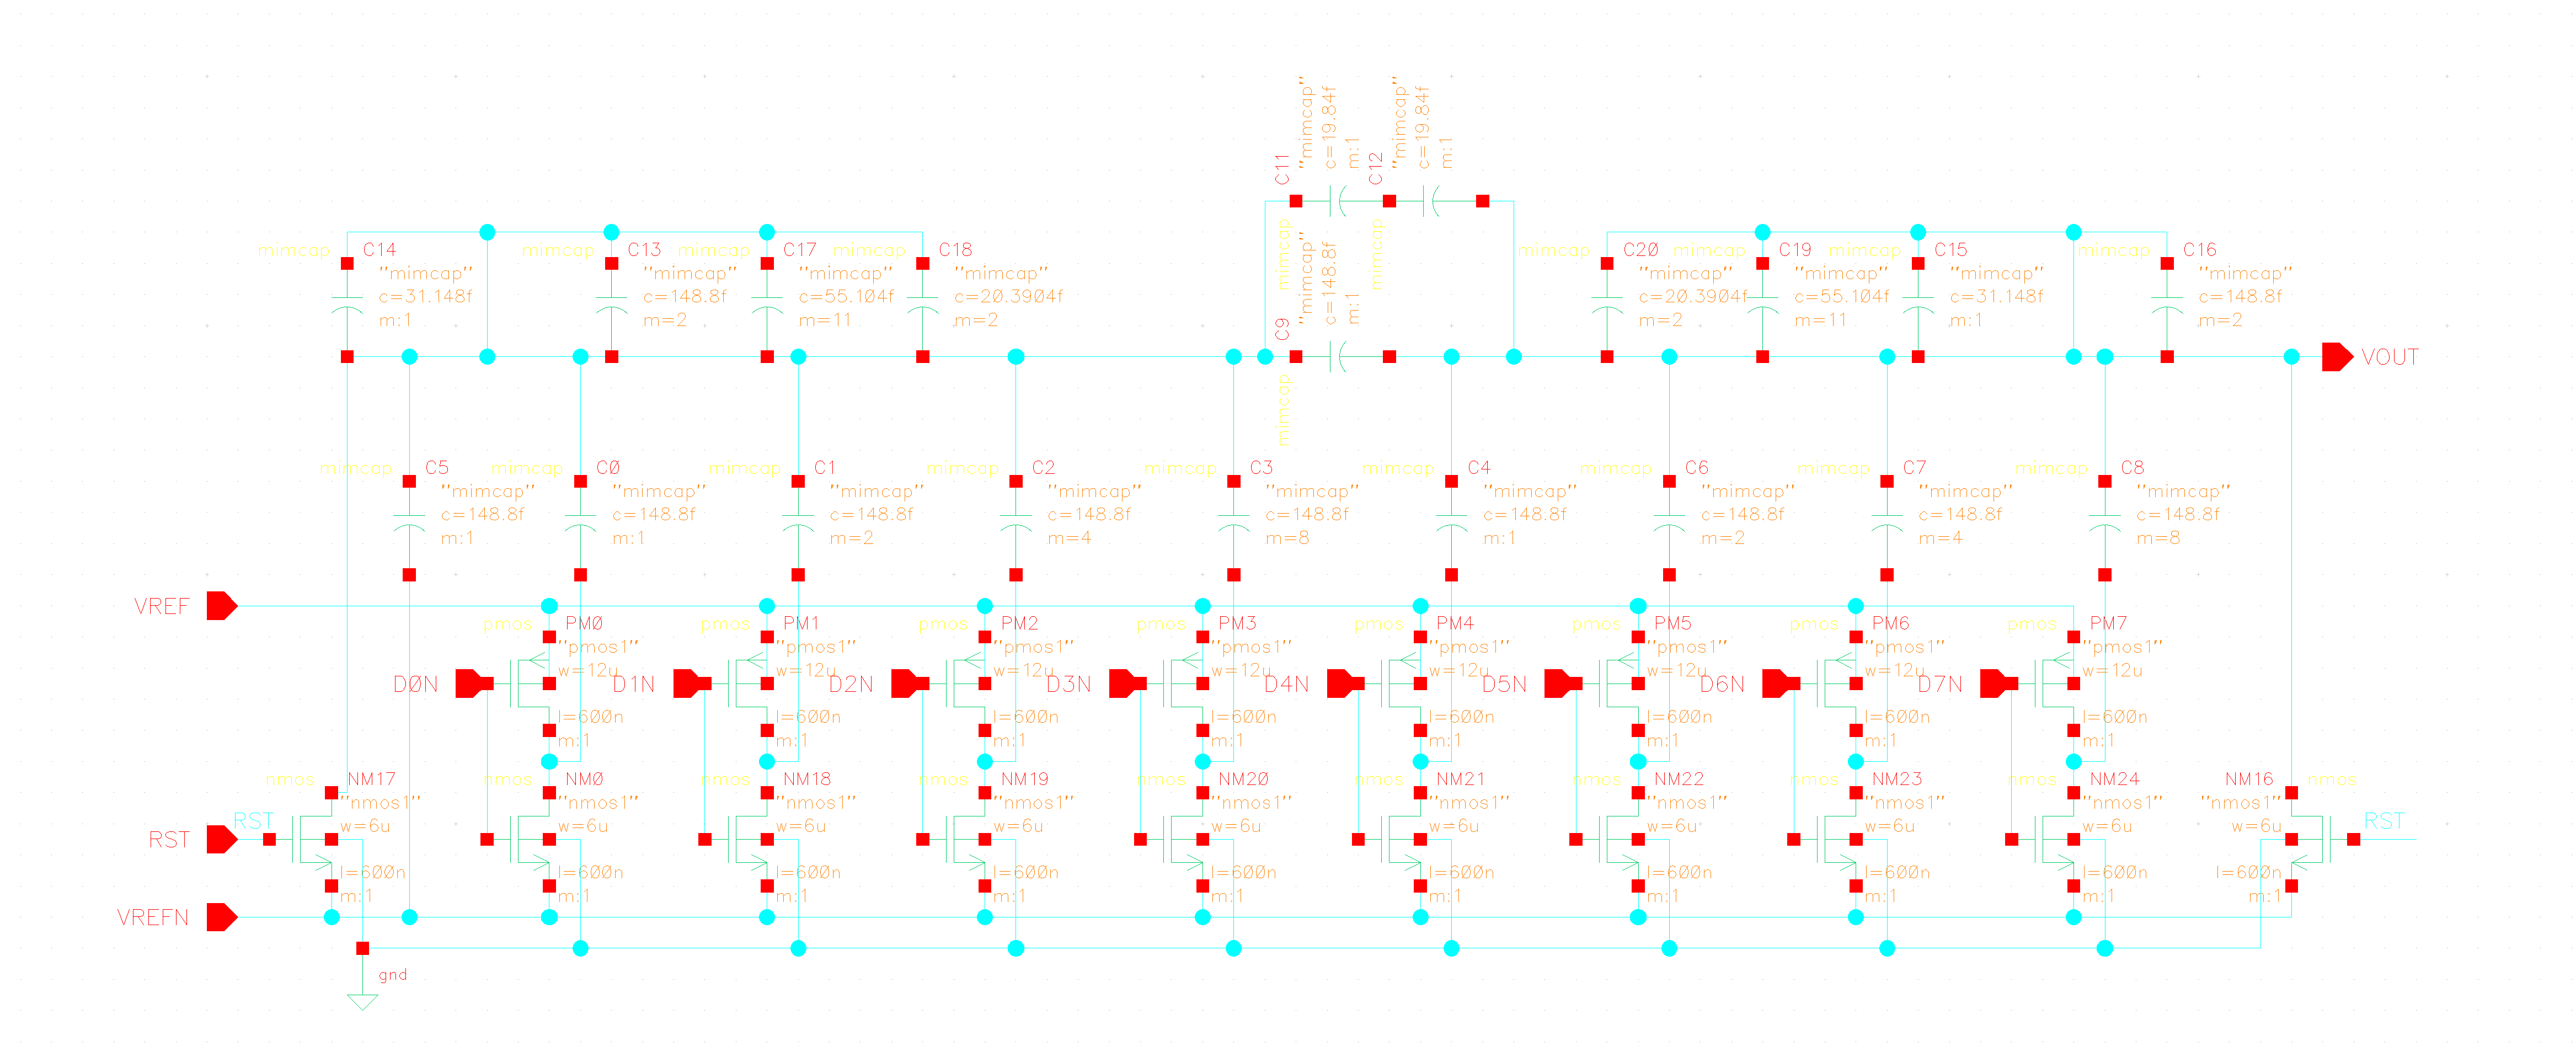 C11
"mimcap"
c=19.84f
m:1
mimcap
C12
"mimcap"
c=19.84f
m:1
mimcap
C9
"mimcap"
c=148.8f
m:1
mimcap
mimcap
C14
"mimcap"
c=31.148f
m:1
mimcap
C13
"mimcap"
c=148.8f
m=2
mimcap
C17
"mimcap"
c=55.104f
m=11
mimcap
C18
"mimcap"
c=20.3904f
m=2
mimcap
C20
"mimcap"
c=20.3904f
m=2
mimcap
C19
"mimcap"
c=55.104f
m=11
mimcap
C15
"mimcap"
c=31.148f
m:1
mimcap
C16
"mimcap"
c=148.8f
m=2
VOUT
mimcap
C5
"mimcap"
c=148.8f
m:1
mimcap
C0
"mimcap"
c=148.8f
m:1
mimcap
C1
"mimcap"
c=148.8f
m=2
mimcap
C2
"mimcap"
c=148.8f
m=4
mimcap
C3
"mimcap"
c=148.8f
m=8
mimcap
C4
"mimcap"
c=148.8f
m:1
mimcap
C6
"mimcap"
c=148.8f
m=2
mimcap
C7
"mimcap"
c=148.8f
m=4
mimcap
C8
"mimcap"
c=148.8f
m=8
VREF
D0N
pmos
PM0
"pmos1"
w=12u
l=600n
m:1
D1N
pmos
PM1
"pmos1"
w=12u
l=600n
m:1
D2N
pmos
PM2
"pmos1"
w=12u
l=600n
m:1
D3N
pmos
PM3
"pmos1"
w=12u
l=600n
m:1
D4N
pmos
PM4
"pmos1"
w=12u
l=600n
m:1
D5N
pmos
PM5
"pmos1"
w=12u
l=600n
m:1
D6N
pmos
PM6
"pmos1"
w=12u
l=600n
m:1
D7N
pmos
PM7
"pmos1"
w=12u
l=600n
m:1
RST
RST
nmos
NM17
"nmos1"
w=6u
l=600n
m:1
nmos
NM0
"nmos1"
w=6u
l=600n
m:1
nmos
NM18
"nmos1"
w=6u
l=600n
m:1
nmos
NM19
"nmos1"
w=6u
l=600n
m:1
nmos
NM20
"nmos1"
w=6u
l=600n
m:1
nmos
NM21
"nmos1"
w=6u
l=600n
m:1
nmos
NM22
"nmos1"
w=6u
l=600n
m:1
nmos
NM23
"nmos1"
w=6u
l=600n
m:1
nmos
NM24
"nmos1"
w=6u
l=600n
m:1
NM16
nmos
"nmos1"
w=6u
l=600n
m:1
RST
VREFN
gnd